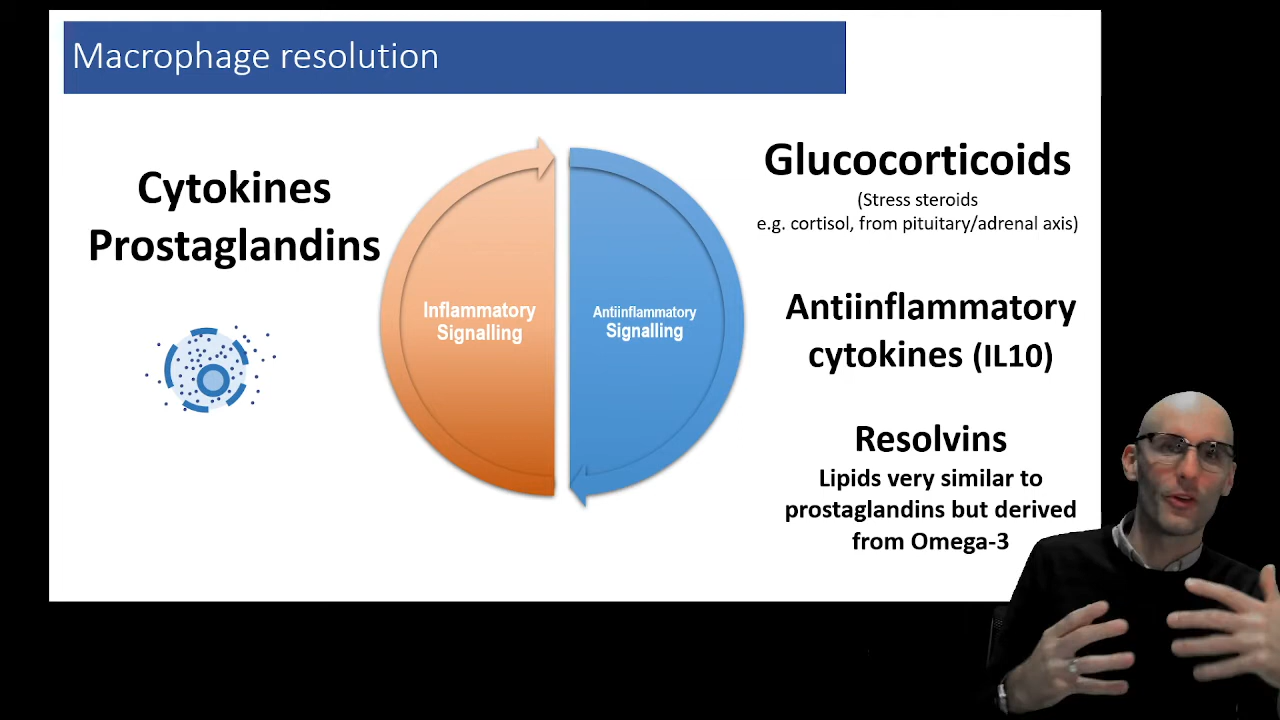 Macrophage resolution
Cytokines
Prostaglandins
Inflammatory
Signalling
Antiinflammatory
Signalling
Glucocorticoids
(Stress steroids
e.g. cortisol, from pituitary/adrenal axis)
Antiinflammatory
cytokines (IL10)
Resolvins
Lipids very similar to
prostaglandins but derived
from Omega-3